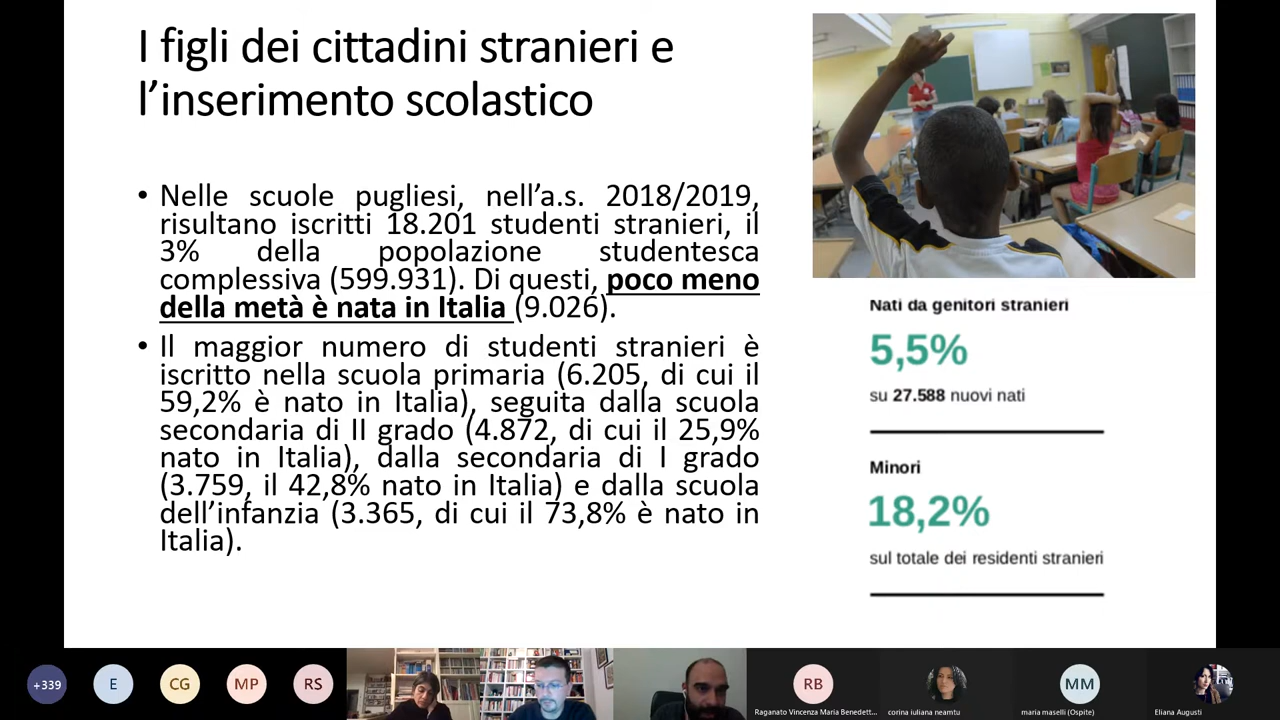 I figli dei cittadini stranieri e
l’inserimento scolastico
• Nelle scuole pugliesi, nell’a.s. 2018/2019,
risultano iscritti 18.201 studenti stranieri, il
3% della popolazione studentesca
complessiva (599.931). Di questi, poco meno
della metà è nata in Italia (9.026).
• Il maggior numero di studenti stranieri è
iscritto nella scuola primaria (6.205, di cui il
59,2% è nato in Italia), seguita dalla scuola
secondaria di II grado (4.872, di cui il 25,9%
nato in Italia), dalla secondaria di I grado
(3.759, il 42,8% nato in Italia) e dalla scuola
dell’infanzia (3.365, di cui il 73,8% è nato in
Italia).
Nati da genitori stranieri
5,5%
su 27.588 nuovi nati
Minori
18,2%
sul totale dei residenti stranieri
+339
E
CG
MP
RS
RB
MM
Raganato Vincenza Maria Benedett...
corina iuliana neamtu
maria maselli (Ospite)
Eliana Augusti